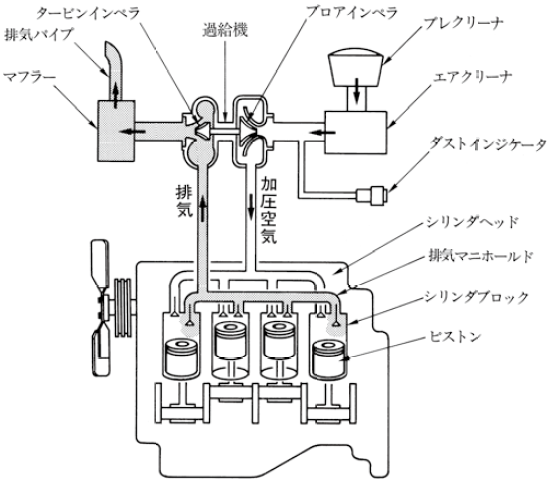 タービンインペラ
排気パイプ
マフラー
過給機
ブロアインペラ
プレクリーナ
エアクリーナ
ダストインジケータ
排気
加圧空気
シリンダヘッド
排気マニホールド
シリンダブロック
ピストン